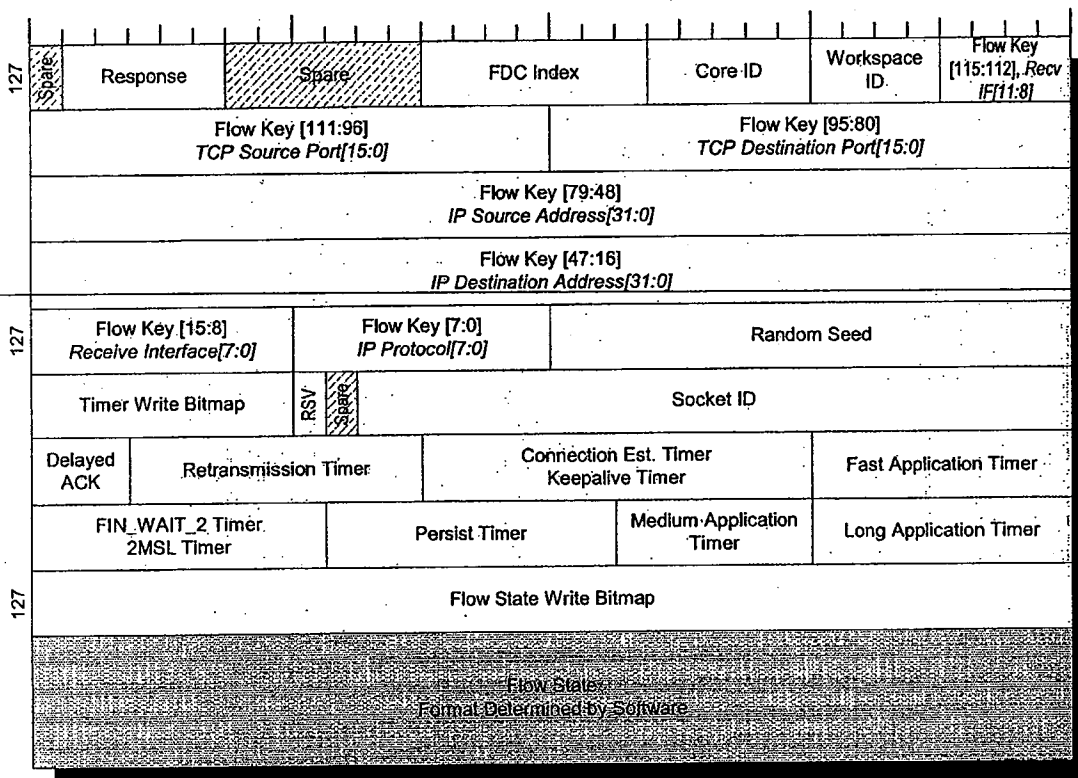 127
Spare
Response
Spare
FDC Index
Core ID
Workspace
ID
Flow Key
[115:112], Recv
IF[11:8]
Flow Key [111:96]
TCP Source Port[15:0]
Flow Key [95:80]
TCP Destination Port[15:0]
Flow Key [79:48]
IP Source Address[31:0]
Flow Key [47:16]
IP Destination Address[31:0]
127
Flow Key [15:8]
Receive Interface[7:0]
Flow Key [7:0]
IP Protocol[7:0]
Random Seed
Timer Write Bitmap
RSV
Spare
Socket ID
Delayed
ACK
Retransmission Timer
Connection Est. Timer
Keepalive Timer
Fast Application Timer
FIN_WAIT_2 Timer
2MSL Timer
Persist Timer
Medium Application
Timer
Long Application Timer
127
Flow State Write Bitmap
Flow State
Format Determined by Software